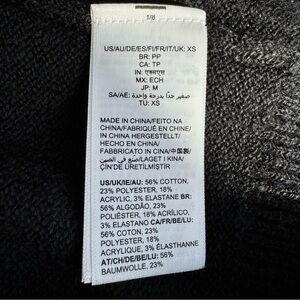 1/8
US/AU/DE/ES/FI/FR/IT/UK: XS
BR: PP
CA: TP
IN: एक्सएस
MX: ECH
JP: M
SA/AE: صغير جدًا بدرجة واحدة
TU: XS
MADE IN CHINA/FEITO NA
CHINA/FABRIQUÉ EN CHINE/
IN CHINA HERGESTELLT/
HECHO EN CHINA/
FABBRICATO IN CINA/中国製/
صنع في الصين/LAGET I KINA/
ÇIN'DE ÜRETİLMİŞTİR
US/UK/IE/AU: 56% COTTON,
23% POLYESTER, 18%
ACRYLIC, 3% ELASTANE BR:
56% ALGODÃO, 23%
POLIÉSTER, 18% ACRÍLICO,
3% ELASTANO CA/FR/BE/LU:
56% COTON, 23%
POLYESTER, 18%
ACRYLIQUE, 3% ÉLASTHANNE
AT/CH/DE/BE/LU: 56%
BAUMWOLLE, 23%